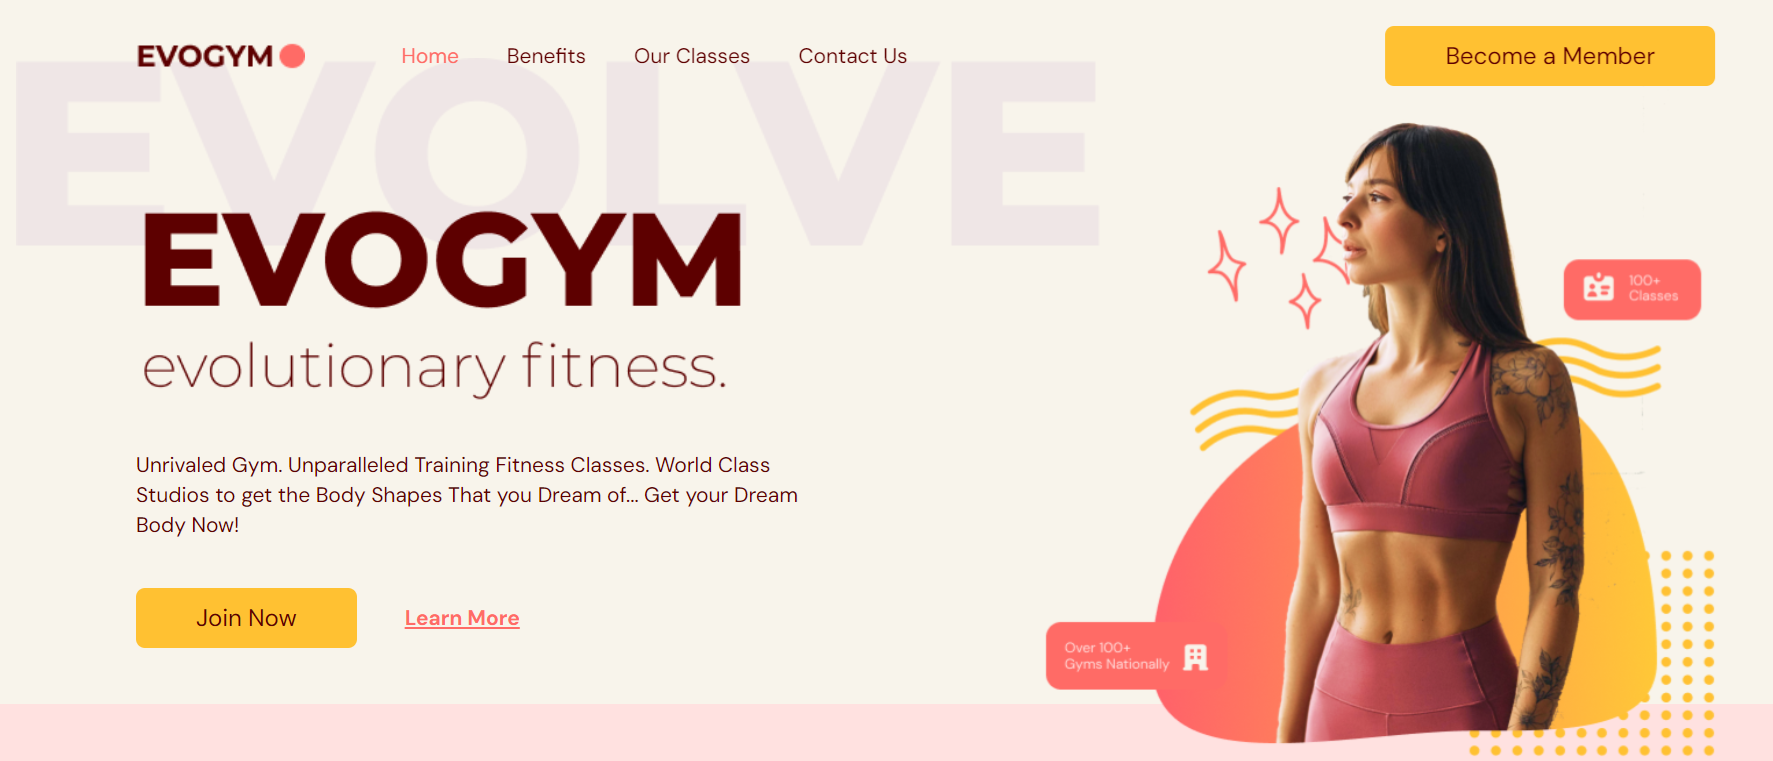 EVOGYM
Home
Benefits
Our Classes
Contact Us
Become a Member
EVOLVE
EVOGYM
evolutionary fitness.
Unrivaled Gym. Unparalleled Training Fitness Classes. World Class
Studios to get the Body Shapes That you Dream of... Get your Dream
Body Now!
Join Now
Learn More
100+
Classes
Over 100+
Gyms Nationally